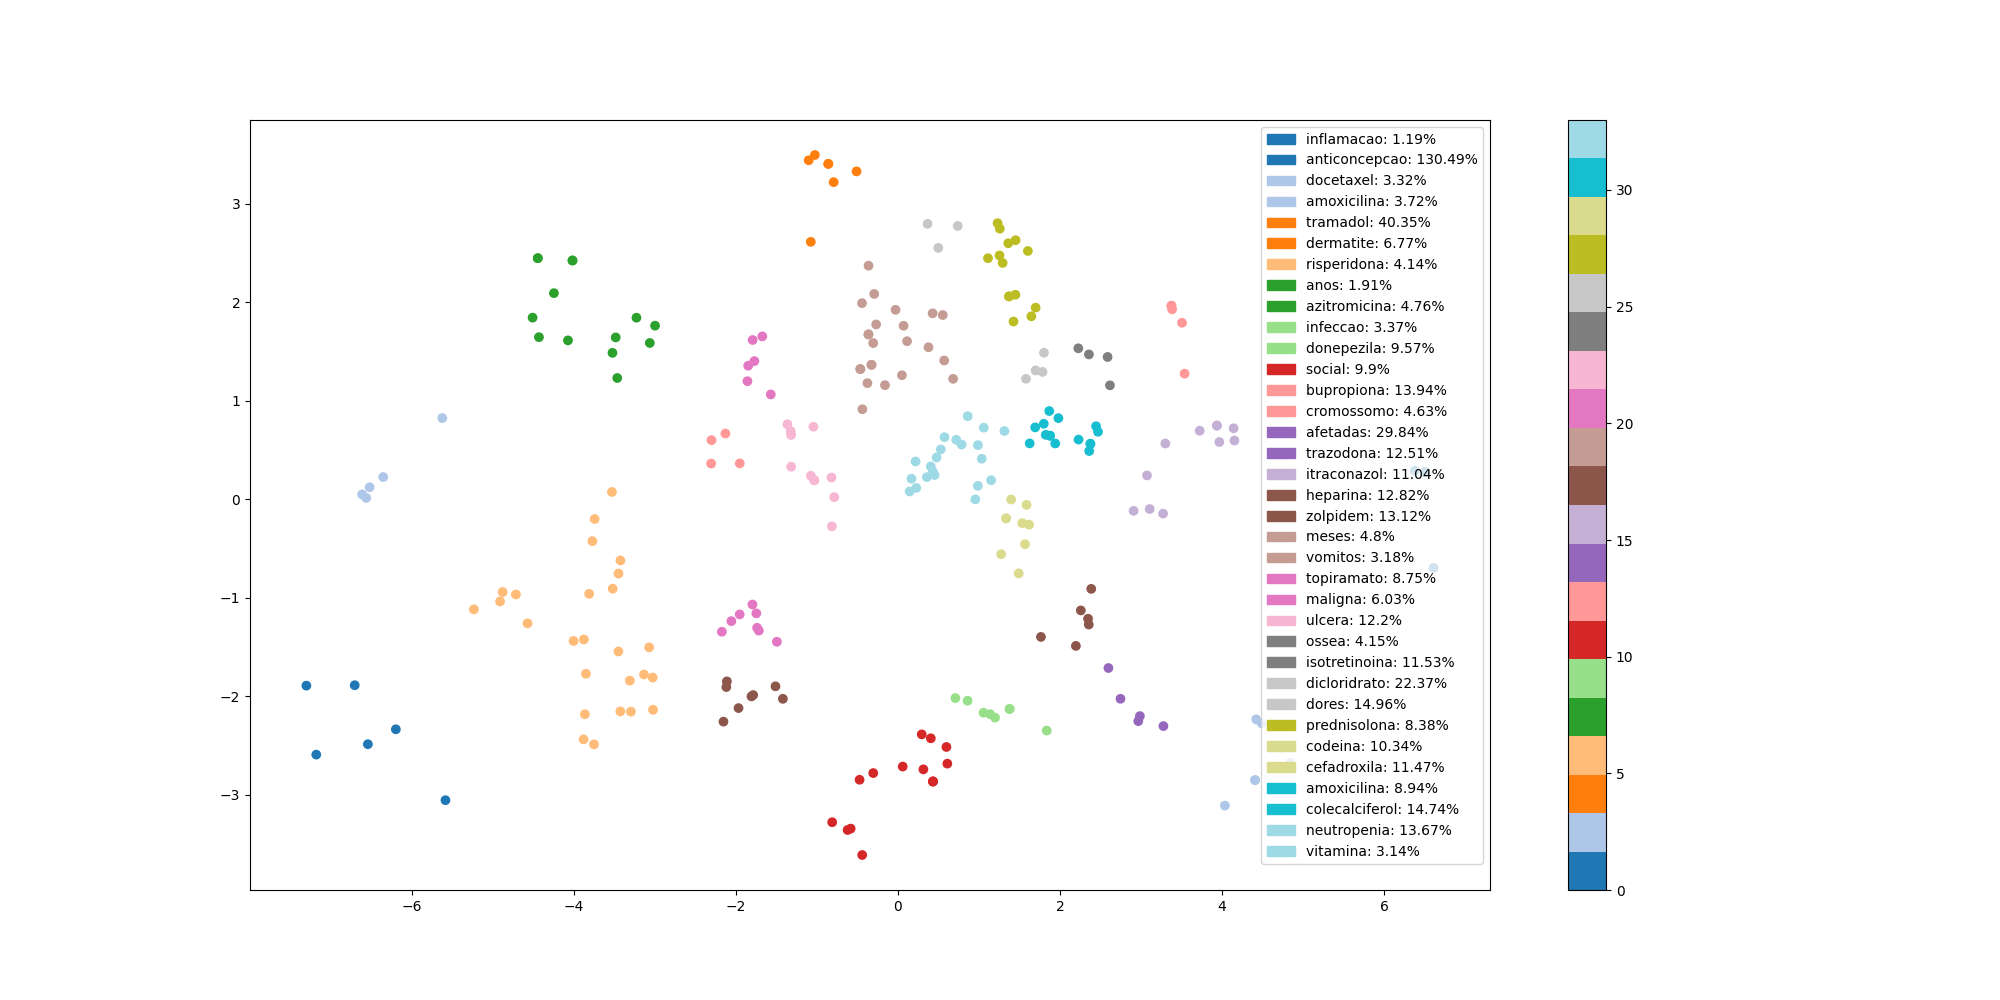 inflamacao: 1.19%
anticoncepcao: 130.49%
docetaxel: 3.32%
amoxicilina: 3.72%
tramadol: 40.35%
dermatite: 6.77%
risperidona: 4.14%
anos: 1.91%
azitromicina: 4.76%
infeccao: 3.37%
donepezila: 9.57%
social: 9.9%
bupropiona: 13.94%
cromossomo: 4.63%
afetadas: 29.84%
trazodona: 12.51%
itraconazol: 11.04%
heparina: 12.82%
zolpidem: 13.12%
meses: 4.8%
vomitos: 3.18%
topiramato: 8.75%
maligna: 6.03%
ulcera: 12.2%
ossea: 4.15%
isotretinoina: 11.53%
dicloridrato: 22.37%
dores: 14.96%
prednisolona: 8.38%
codeina: 10.34%
cefadroxila: 11.47%
amoxicilina: 8.94%
colecalciferol: 14.74%
neutropenia: 13.67%
vitamina: 3.14%
3
2
1
0
−1
−2
−3
−6 −4 −2 0 2 4 6
30
25
20
15
10
5
0